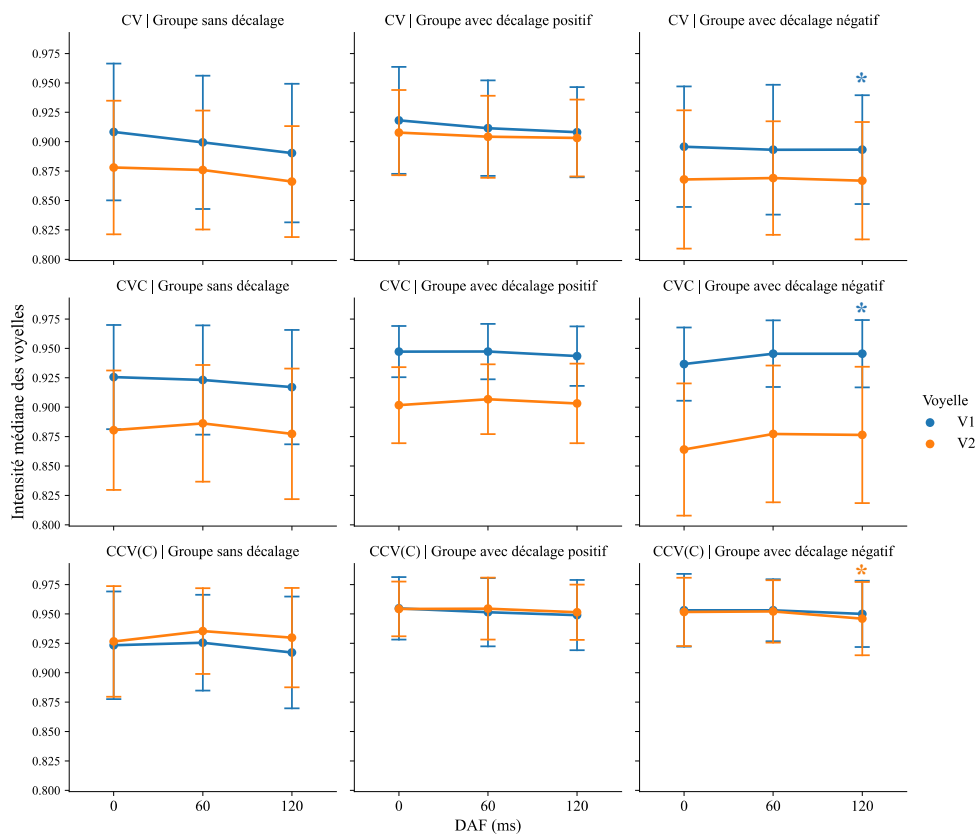 CV | Groupe sans décalage
CV | Groupe avec décalage positif
CV | Groupe avec décalage négatif
0.975
0.950
0.925
0.900
0.875
0.850
0.825
0.800
*
CVC | Groupe sans décalage
CVC | Groupe avec décalage positif
CVC | Groupe avec décalage négatif
0.975
0.950
0.925
0.900
0.875
0.850
0.825
0.800
*
Intensité médiane des voyelles
Voyelle
V1
V2
CCV(C) | Groupe sans décalage
CCV(C) | Groupe avec décalage positif
CCV(C) | Groupe avec décalage négatif
0.975
0.950
0.925
0.900
0.875
0.850
0.825
0.800
*
0 60 120
0 60 120
0 60 120
DAF (ms)